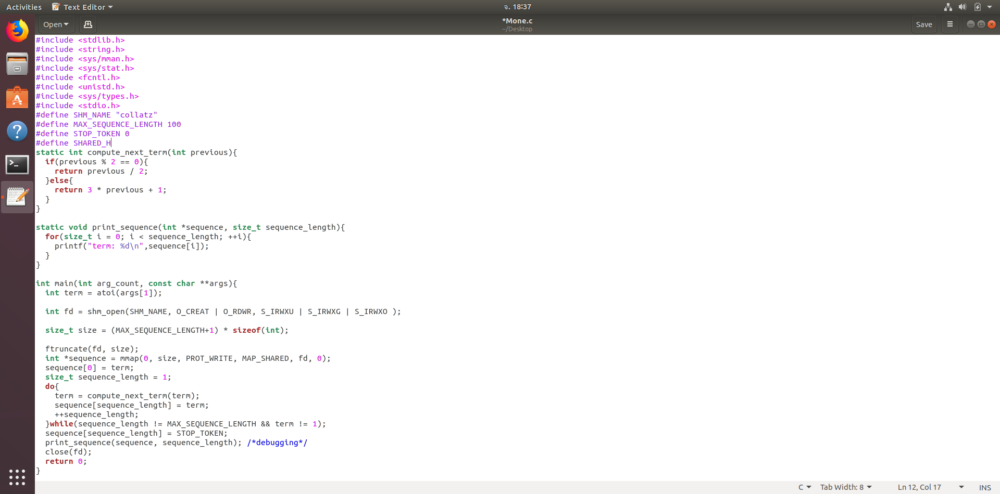 Activities
Text Editor
จ. 18:37
Open
*Mone.c
~/Desktop
Save
#include <stdlib.h>
#include <string.h>
#include <sys/mman.h>
#include <sys/stat.h>
#include <fcntl.h>
#include <unistd.h>
#include <sys/types.h>
#include <stdio.h>
#define SHM_NAME "collatz"
#define MAX_SEQUENCE_LENGTH 100
#define STOP_TOKEN 0
#define SHARED_H
static int compute_next_term(int previous){
  if(previous % 2 == 0){
    return previous / 2;
  }else{
    return 3 * previous + 1;
  }
}

static void print_sequence(int *sequence, size_t sequence_length){
  for(size_t i = 0; i < sequence_length; ++i){
    printf("term: %d\n",sequence[i]);
  }
}

int main(int arg_count, const char **args){
  int term = atoi(args[1]);

  int fd = shm_open(SHM_NAME, O_CREAT | O_RDWR, S_IRWXU | S_IRWXG | S_IRWXO );

  size_t size = (MAX_SEQUENCE_LENGTH+1) * sizeof(int);

  ftruncate(fd, size);
  int *sequence = mmap(0, size, PROT_WRITE, MAP_SHARED, fd, 0);
  sequence[0] = term;
  size_t sequence_length = 1;
  do{
    term = compute_next_term(term);
    sequence[sequence_length] = term;
    ++sequence_length;
  }while(sequence_length != MAX_SEQUENCE_LENGTH && term != 1);
  sequence[sequence_length] = STOP_TOKEN;
  print_sequence(sequence, sequence_length); /*debugging*/
  close(fd);
  return 0;
}
C
Tab Width: 8
Ln 12, Col 17
INS